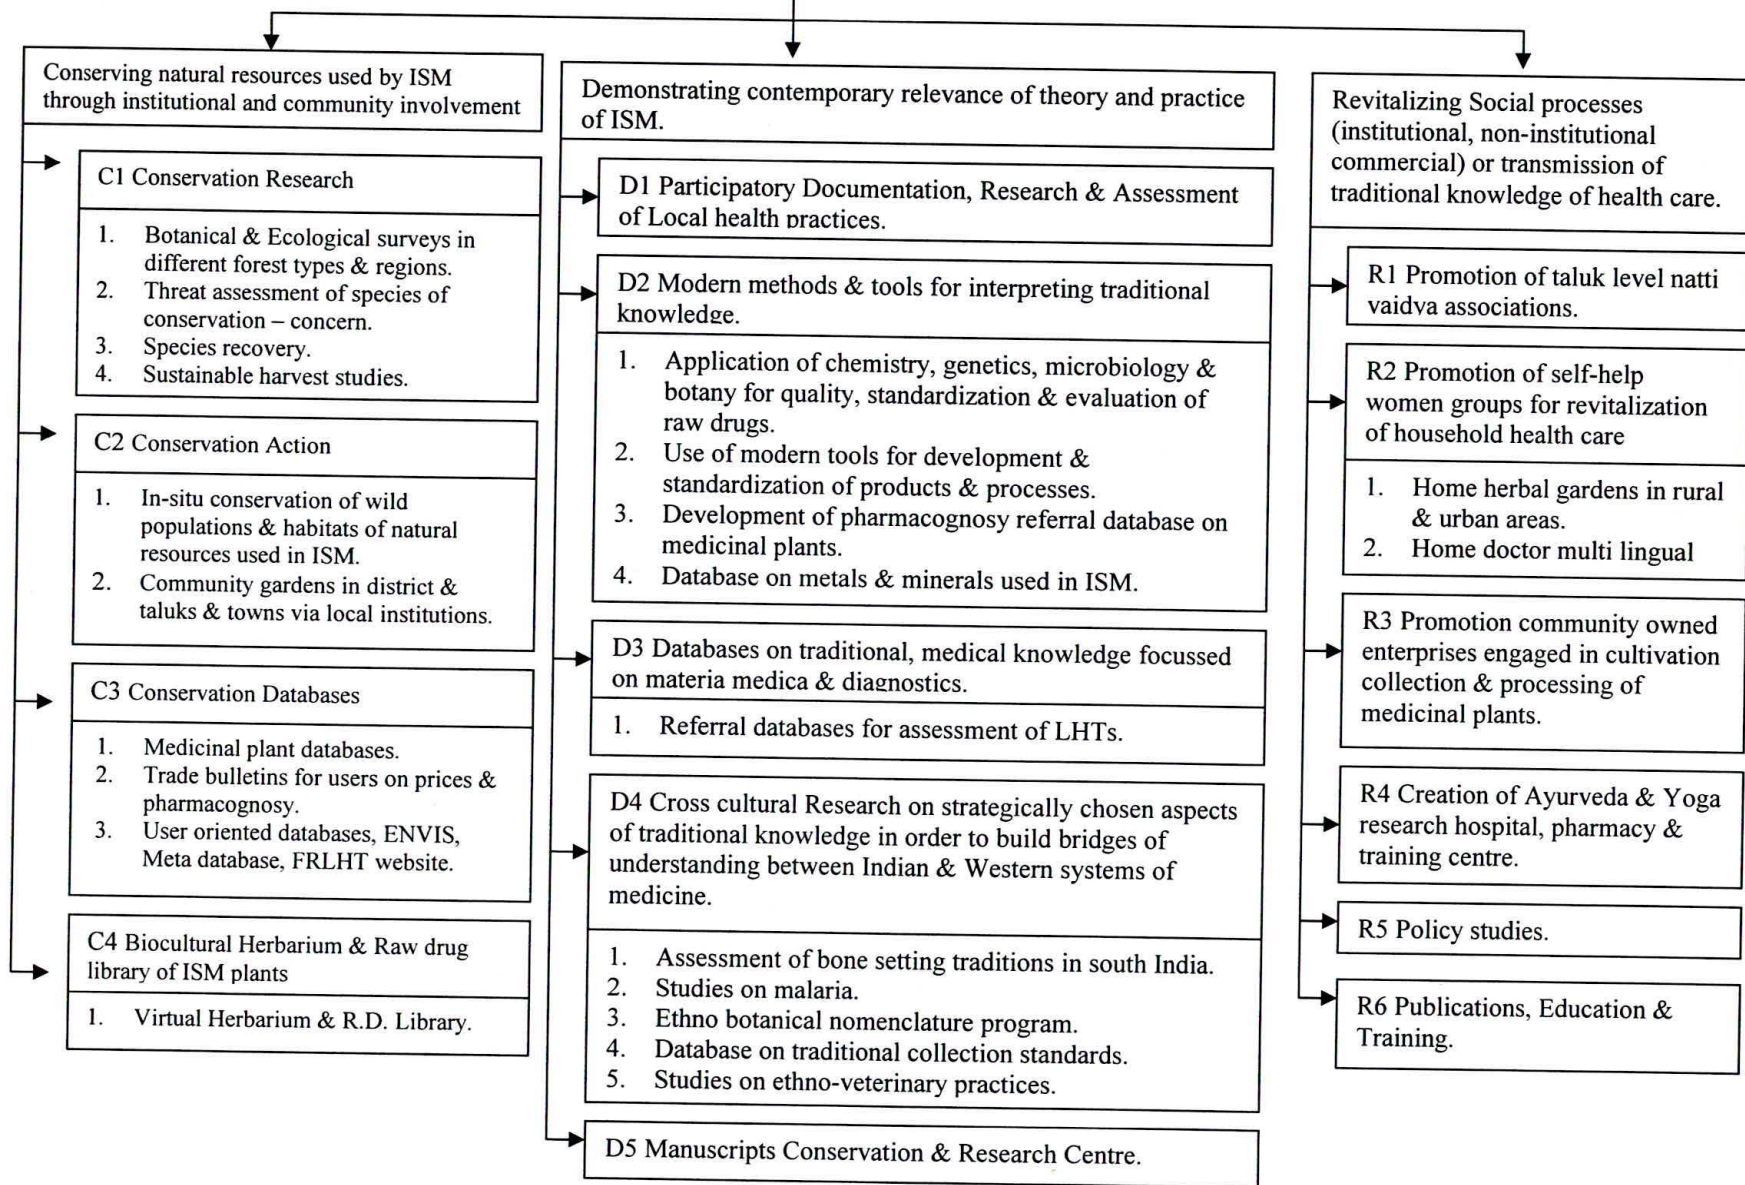 Conserving natural resources used by ISM
through institutional and community involvement
C1 Conservation Research
1. Botanical & Ecological surveys in
different forest types & regions.
2. Threat assessment of species of
conservation – concern.
3. Species recovery.
4. Sustainable harvest studies.
C2 Conservation Action
1. In-situ conservation of wild
populations & habitats of natural
resources used in ISM.
2. Community gardens in district &
taluks & towns via local institutions.
C3 Conservation Databases
1. Medicinal plant databases.
2. Trade bulletins for users on prices &
pharmacognosy.
3. User oriented databases, ENVIS,
Meta database, FRLHT website.
C4 Biocultural Herbarium & Raw drug
library of ISM plants
1. Virtual Herbarium & R.D. Library.
Demonstrating contemporary relevance of theory and practice
of ISM.
D1 Participatory Documentation, Research & Assessment
of Local health practices.
D2 Modern methods & tools for interpreting traditional
knowledge.
1. Application of chemistry, genetics, microbiology &
botany for quality, standardization & evaluation of
raw drugs.
2. Use of modern tools for development &
standardization of products & processes.
3. Development of pharmacognosy referral database on
medicinal plants.
4. Database on metals & minerals used in ISM.
D3 Databases on traditional, medical knowledge focussed
on materia medica & diagnostics.
1. Referral databases for assessment of LHTs.
D4 Cross cultural Research on strategically chosen aspects
of traditional knowledge in order to build bridges of
understanding between Indian & Western systems of
medicine.
1. Assessment of bone setting traditions in south India.
2. Studies on malaria.
3. Ethno botanical nomenclature program.
4. Database on traditional collection standards.
5. Studies on ethno-veterinary practices.
D5 Manuscripts Conservation & Research Centre.
Revitalizing Social processes
(institutional, non-institutional
commercial) or transmission of
traditional knowledge of health care.
R1 Promotion of taluk level natti
vaidya associations.
R2 Promotion of self-help
women groups for revitalization
of household health care
1. Home herbal gardens in rural
& urban areas.
2. Home doctor multi lingual
R3 Promotion community owned
enterprises engaged in cultivation
collection & processing of
medicinal plants.
R4 Creation of Ayurveda & Yoga
research hospital, pharmacy &
training centre.
R5 Policy studies.
R6 Publications, Education &
Training.